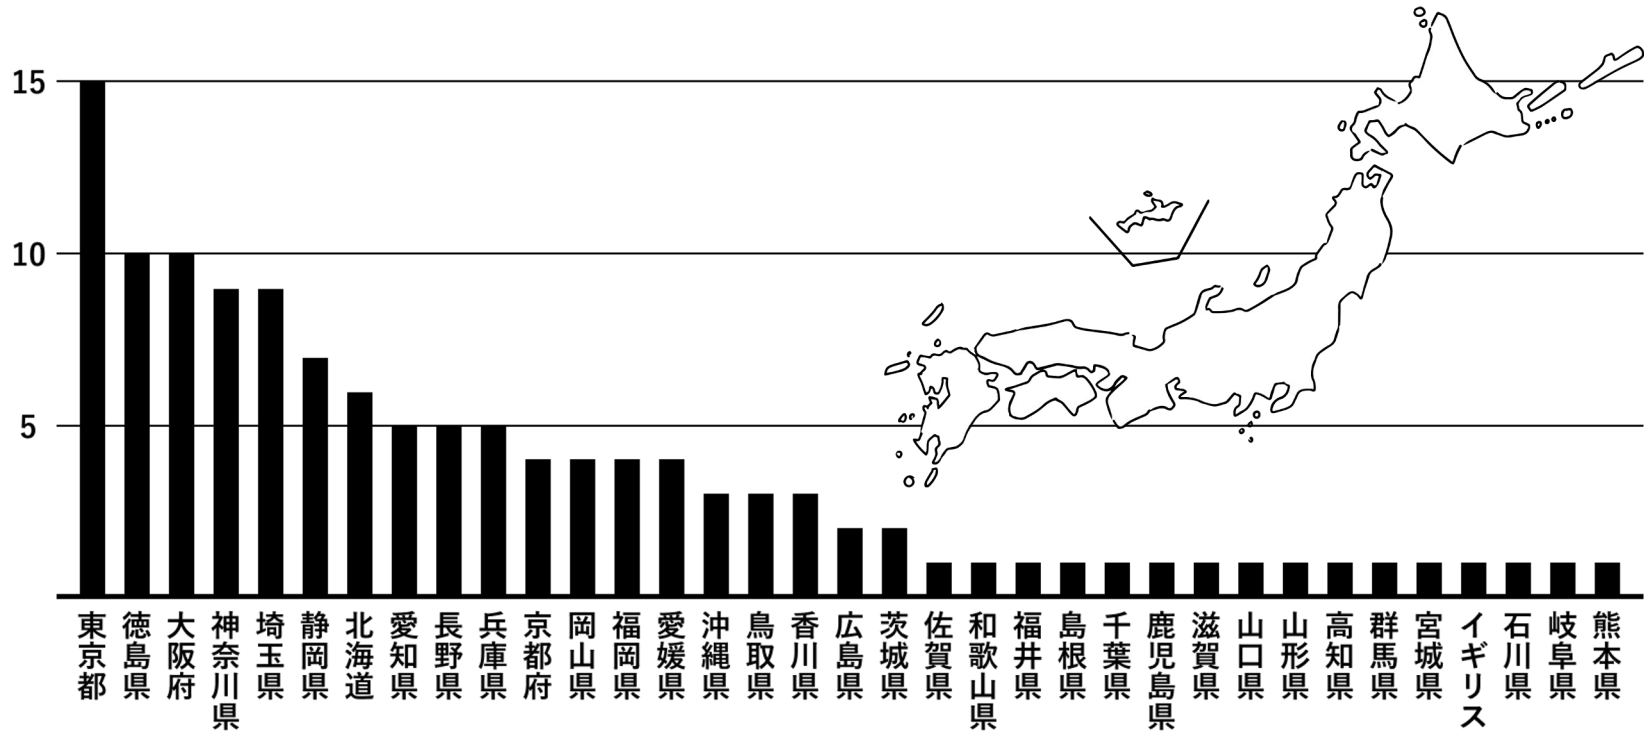 15
10
5
東京都
徳島県
大阪府
神奈川県
埼玉県
静岡県
北海道
愛知県
長野県
兵庫県
京都府
岡山県
福岡県
愛媛県
沖縄県
鳥取県
香川県
広島県
茨城県
佐賀県
和歌山県
福井県
島根県
千葉県
鹿児島県
滋賀県
山口県
山形県
高知県
群馬県
宮城県
イギリス
石川県
岐阜県
熊本県